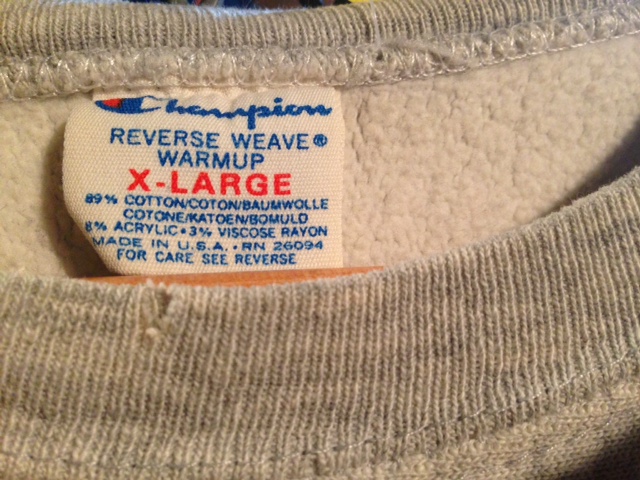 Champion
REVERSE WEAVE®
WARMUP
X-LARGE
89% COTTON/COTON/BAUMWOLLE
COTONE/KATOEN/BOMULD
8% ACRYLIC • 3% VISCOSE RAYON
MADE IN U.S.A. • RN 26094
FOR CARE SEE REVERSE